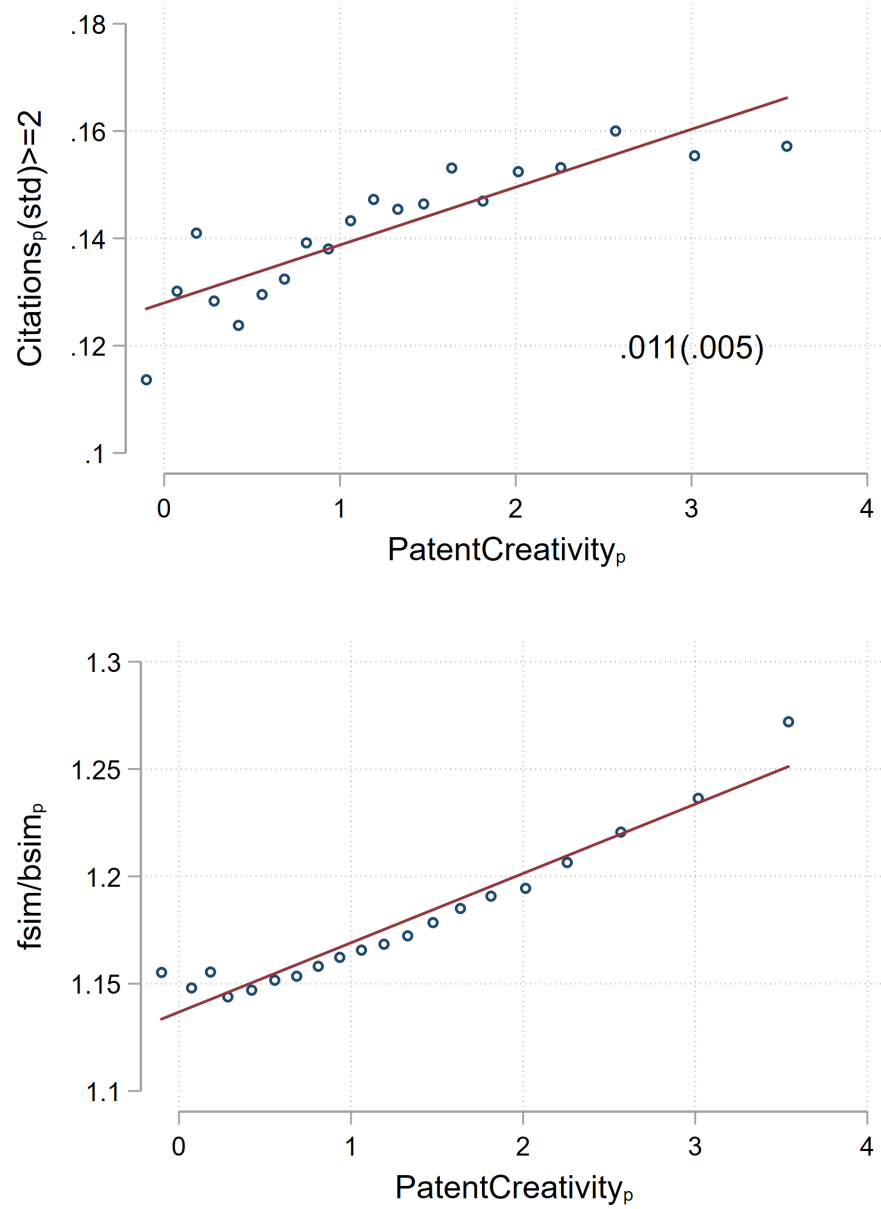 .18
.16
.14
.12
.1
Citationsₚ(std)>=2
.011(.005)
0 1 2 3 4
PatentCreativityₚ
1.3
1.25
1.2
1.15
1.1
fsim/bsimₚ
0 1 2 3 4
PatentCreativityₚ